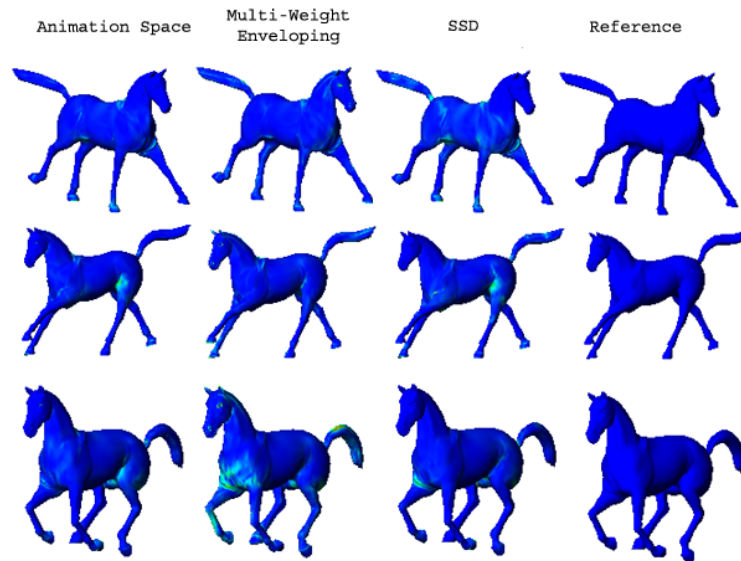 Animation Space
Multi-Weight
Enveloping
SSD
Reference